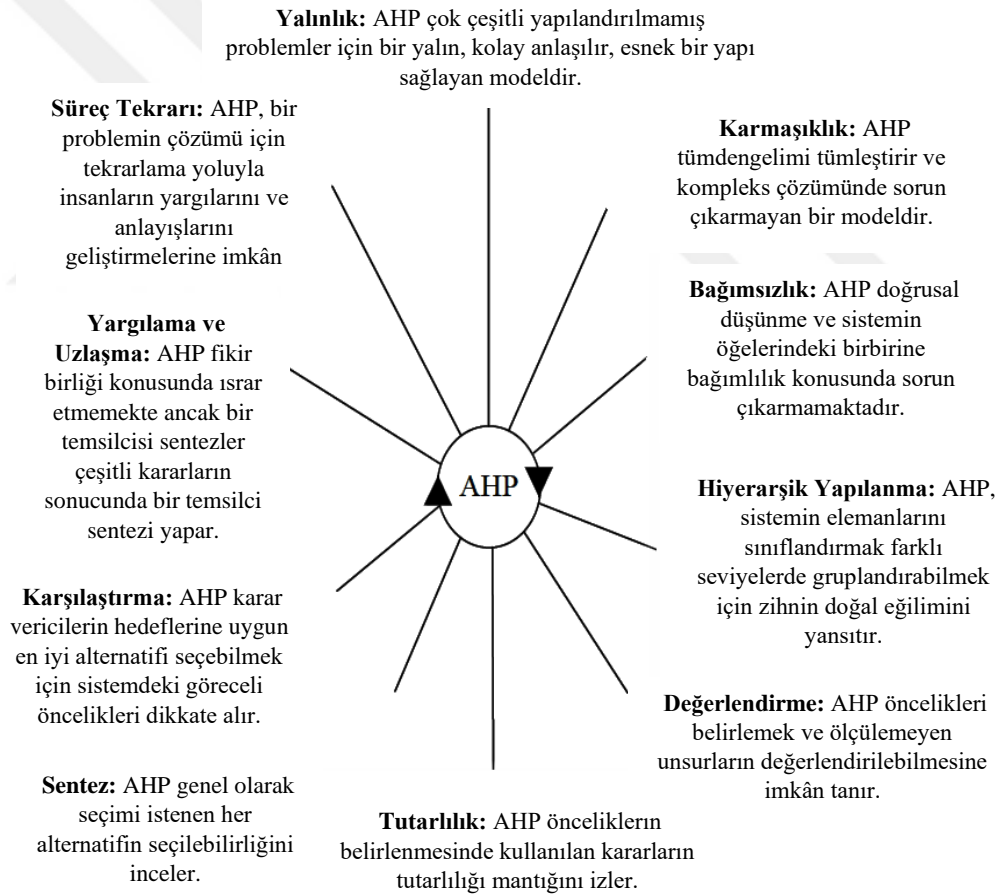 Yalınlık: AHP çok çeşitli yapılandırılmamış
problemler için bir yalın, kolay anlaşılır, esnek bir yapı
sağlayan modeldir.
Süreç Tekrarı: AHP, bir
problemin çözümü için
tekrarlama yoluyla
insanların yargılarını ve
anlayışlarını
geliştirmelerine imkân
Karmaşıklık: AHP
tümdengelimi tümleştirir ve
kompleks çözümünde sorun
çıkarmayan bir modeldir.
Yargılama ve
Uzlaşma: AHP fikir
birliği konusunda ısrar
etmemekte ancak bir
temsilcisi sentezler
çeşitli kararların
sonucunda bir temsilci
sentezi yapar.
Bağımsızlık: AHP doğrusal
düşünme ve sistemin
öğelerindeki birbirine
bağımlılık konusunda sorun
çıkarmamaktadır.
AHP
Hiyerarşik Yapılanma: AHP,
sistemin elemanlarını
sınıflandırmak farklı
seviyelerde gruplandırabilmek
için zihnin doğal eğilimini
yansıtır.
Karşılaştırma: AHP karar
vericilerin hedeflerine uygun
en iyi alternatifi seçebilmek
için sistemdeki göreceli
öncelikleri dikkate alır.
Değerlendirme: AHP öncelikleri
belirlemek ve ölçülemeyen
unsurların değerlendirilebilmesine
imkân tanır.
Sentez: AHP genel olarak
seçimi istenen her
alternatifin seçilebilirliğini
inceler.
Tutarlılık: AHP önceliklerın
belirlenmesinde kullanılan kararların
tutarlılığı mantığını izler.